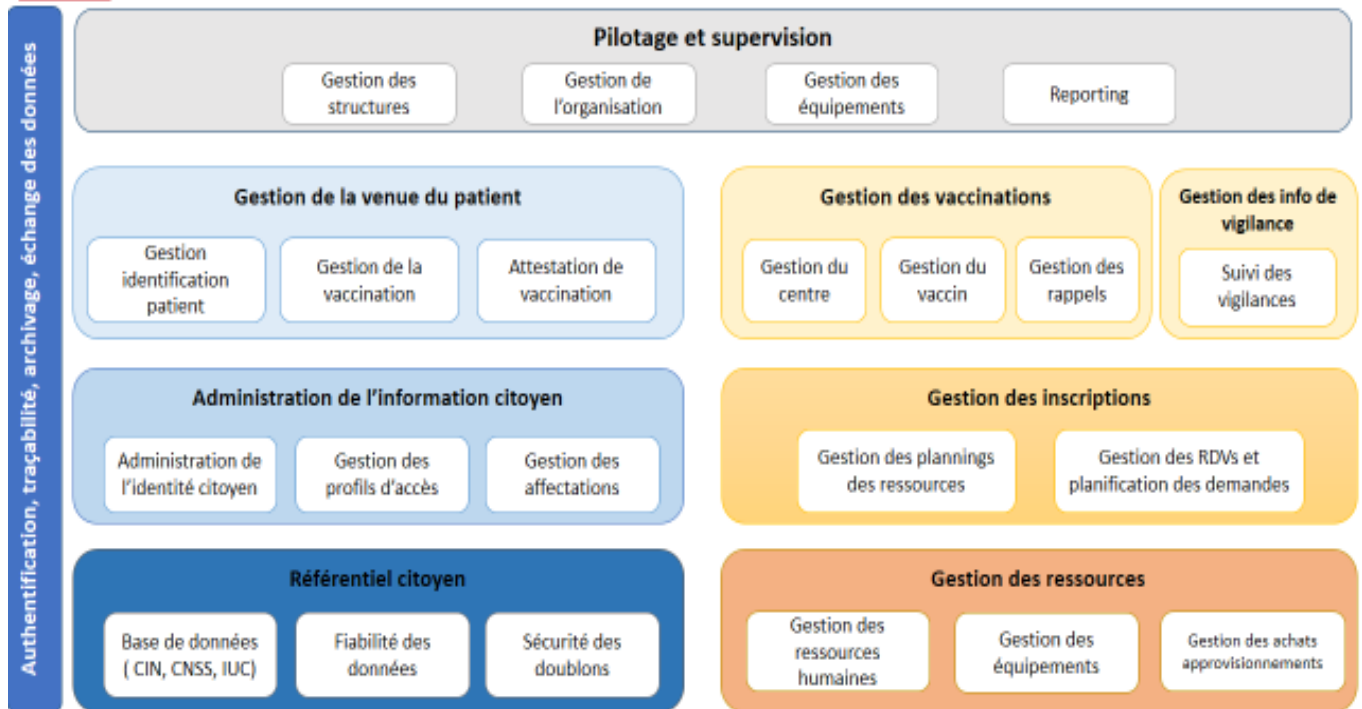 Authentification, traçabilité, archivage, échange des données
Pilotage et supervision
Gestion des
structures
Gestion de
l'organisation
Gestion des
équipements
Reporting
Gestion de la venue du patient
Gestion
identification
patient
Gestion de la
vaccination
Attestation de
vaccination
Gestion des vaccinations
Gestion du
centre
Gestion du
vaccin
Gestion des
rappels
Gestion des info de
vigilance
Suivi des
vigilances
Administration de l'information citoyen
Administration de
l'identité citoyen
Gestion des
profils d'accès
Gestion des
affectations
Gestion des inscriptions
Gestion des plannings
des ressources
Gestion des RDVs et
planification des demandes
Référentiel citoyen
Base de données
( CIN, CNSS, IUC)
Fiabilité des
données
Sécurité des
doublons
Gestion des ressources
Gestion des
ressources
humaines
Gestion des
équipements
Gestion des achats
approvisionnements